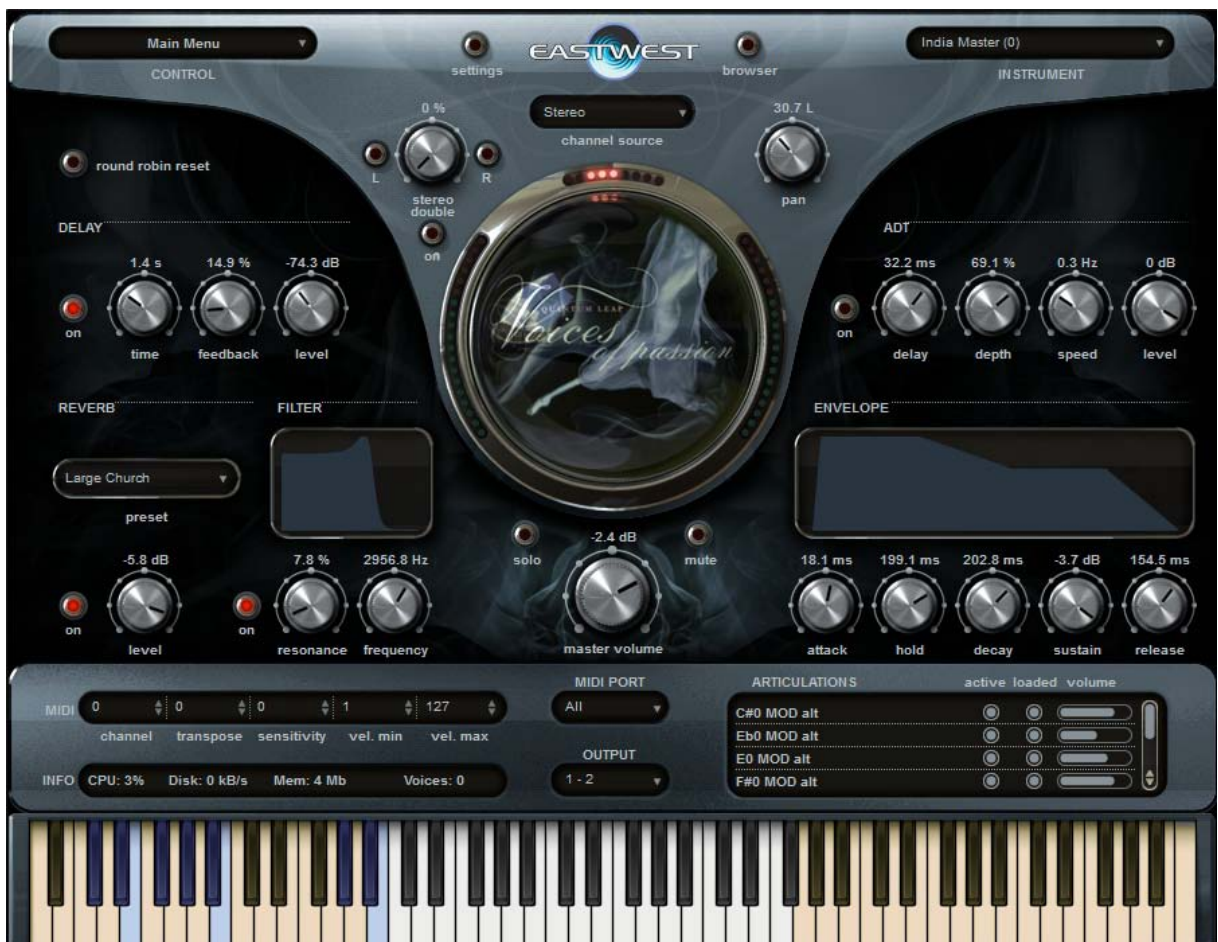 Main Menu
CONTROL
settings
EASTWEST
browser
India Master (0)
INSTRUMENT
0 %
Stereo
channel source
30.7 L
L
R
stereo
double
on
pan
round robin reset
DELAY
1.4 s
14.9 %
-74.3 dB
on
time
feedback
level
QUANTUM LEAP
Voices
of passion
ADT
32.2 ms
69.1 %
0.3 Hz
0 dB
on
delay
depth
speed
level
REVERB
Large Church
preset
-5.8 dB
on
level
FILTER
7.8 %
2956.8 Hz
on
resonance
frequency
solo
-2.4 dB
mute
master volume
ENVELOPE
18.1 ms
199.1 ms
202.8 ms
-3.7 dB
154.5 ms
attack
hold
decay
sustain
release
MIDI
0
0
0
1
127
channel
transpose
sensitivity
vel. min
vel. max
INFO
CPU: 3%
Disk: 0 kB/s
Mem: 4 Mb
Voices: 0
MIDI PORT
All
OUTPUT
1 - 2
ARTICULATIONS
active loaded volume
C#0 MOD alt
Eb0 MOD alt
E0 MOD alt
F#0 MOD alt